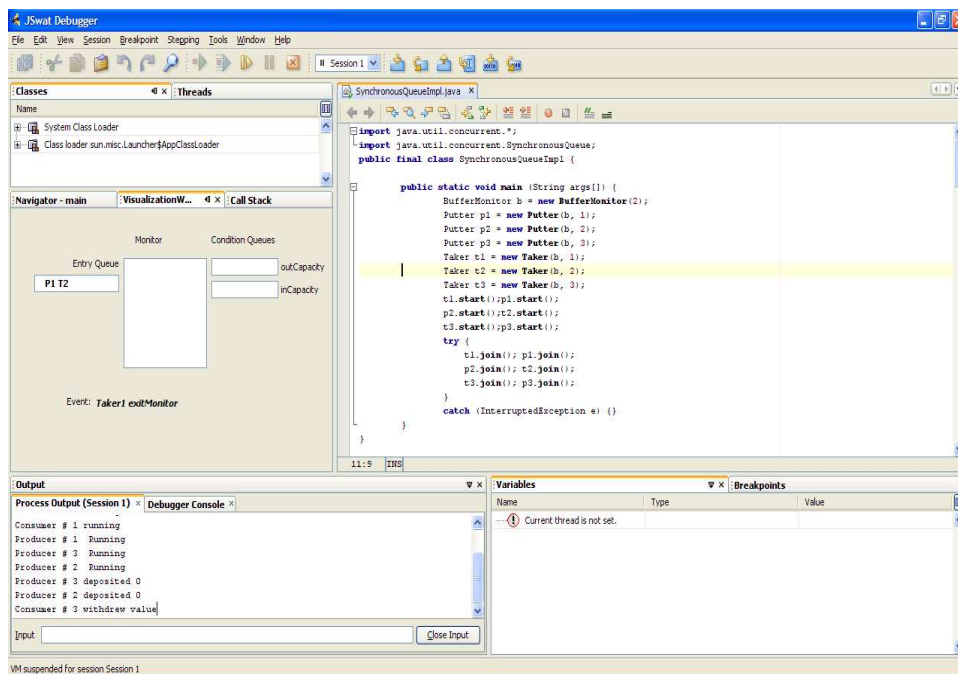 JSwat Debugger
File Edit View Session Breakpoint Stepping Tools Window Help
Session 1
Classes
Threads
Name
System Class Loader
Class loader sun.misc.Launcher$AppClassLoader
Navigator - main
VisualizationW...
Call Stack
Monitor
Condition Queues
Entry Queue
outCapacity
P1 T2
inCapacity
Event: Taker1 exitMonitor
SynchronousQueueImpl.java
import java.util.concurrent.*;
import java.util.concurrent.SynchronousQueue;
public final class SynchronousQueueImpl {
public static void main (String args[]) {
BufferMonitor b = new BufferMonitor(2);
Putter p1 = new Putter(b, 1);
Putter p2 = new Putter(b, 2);
Putter p3 = new Putter(b, 3);
Taker t1 = new Taker(b, 1);
Taker t2 = new Taker(b, 2);
Taker t3 = new Taker(b, 3);
t1.start();p1.start();
p2.start();t2.start();
t3.start();p3.start();
try {
t1.join(); p1.join();
p2.join(); t2.join();
t3.join(); p3.join();
}
catch (InterruptedException e) {}
}
}
11:9 INS
Output
Process Output (Session 1)
Debugger Console
Consumer # 1 running
Producer # 1 Running
Producer # 3 Running
Producer # 2 Running
Producer # 3 deposited 0
Producer # 2 deposited 0
Consumer # 3 withdrew value
Input
Close Input
Variables
Breakpoints
Name Type Value
Current thread is not set.
VM suspended for session Session 1